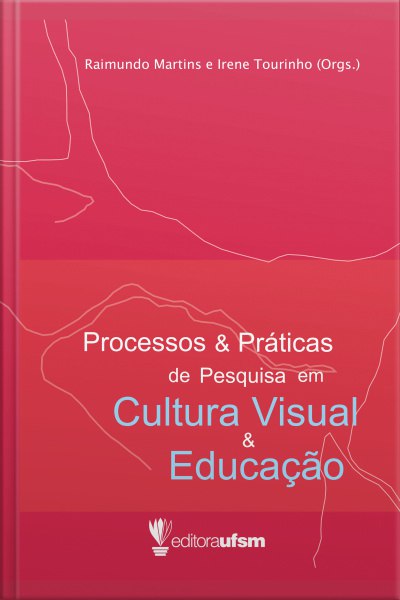 Raimundo Martins e Irene Tourinho (Orgs.)
Processos & Práticas
de Pesquisa em
Cultura Visual
&
Educação
editoraufsm